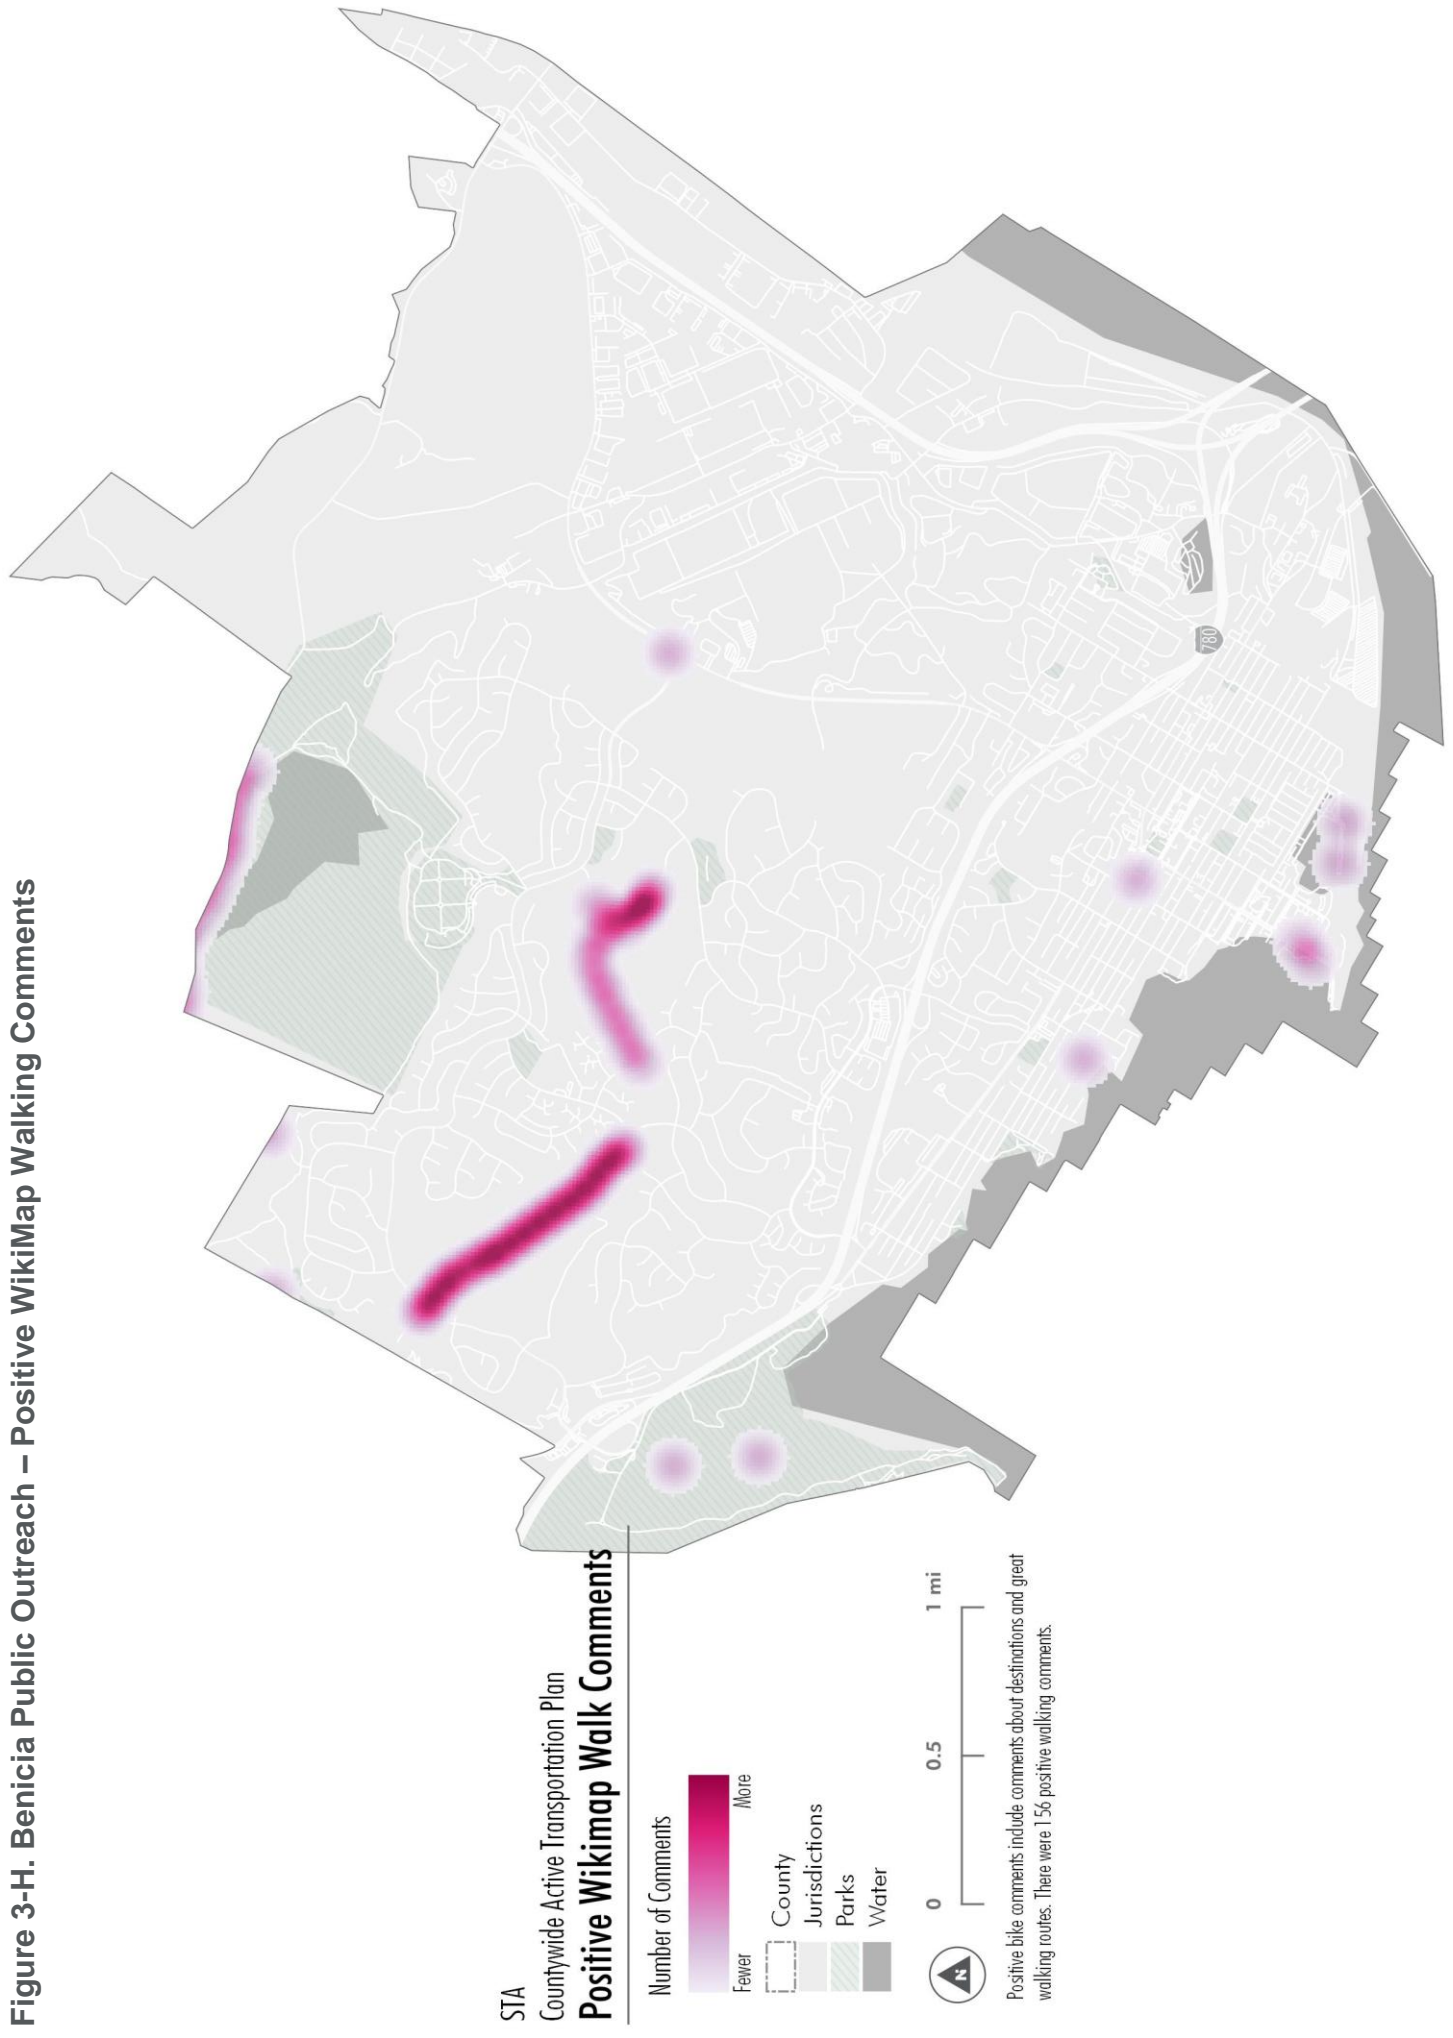 Figure 3-H. Benicia Public Outreach – Positive WikiMap Walking Comments
STA
Countywide Active Transportation Plan
Positive Wikimap Walk Comments
Number of Comments
Fewer
More
County
Jurisdictions
Parks
Water
N
0
0.5
1 mi
Positive bike comments include comments about destinations and great
walking routes. There were 156 positive walking comments.
780